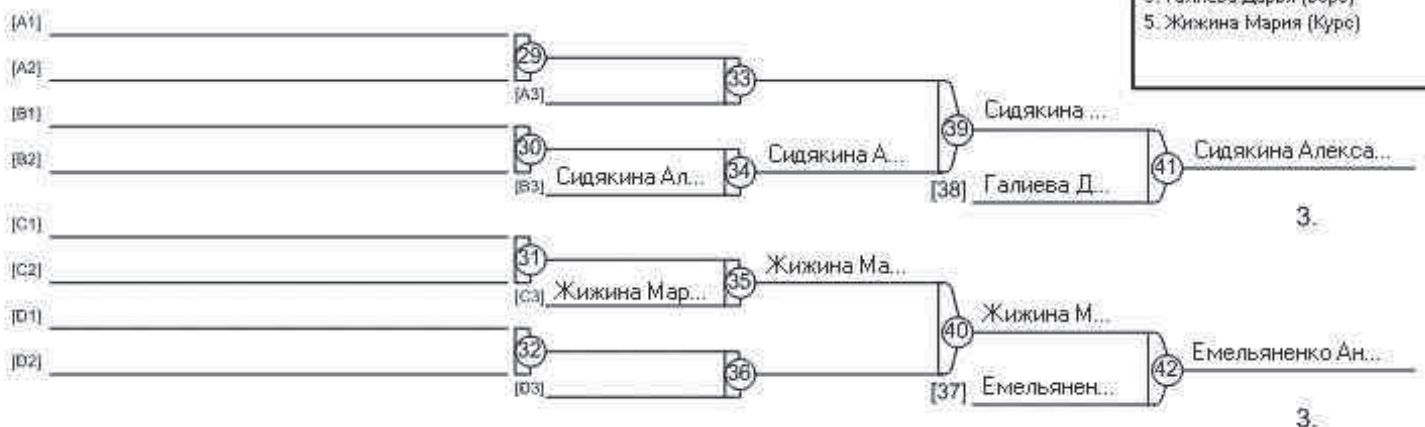 5. Жижина Мария (Курс)
[A1]
[A2]
29
[A3]
33
[B1]
[B2]
30
[B3] Сидякина Ал...
34
Сидякина А...
39
Сидякина ...
[38] Галиева Д...
41
Сидякина Алекса...
3.
[C1]
[C2]
31
[C3] Жижина Мар...
35
Жижина Ма...
[D1]
[D2]
32
[D3]
36
40
Жижина М...
[37] Емельянен...
42
Емельяненко Ан...
3.